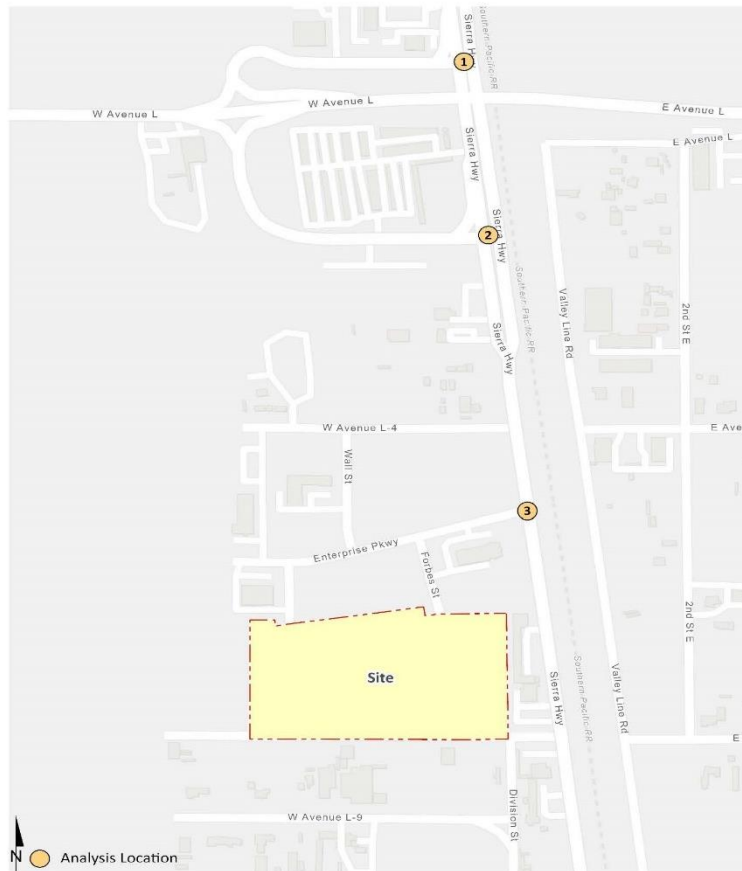 Sierra H
Southern Pacific RR
1
W Avenue L
W Avenue L
E Avenue L
E Avenue L
Sierra Hwy
2
Sierra Hwy
Southern Pacific RR
Valley Line Rd
2nd St E
Sierra Hwy
W Avenue L-4
E Ave
Wall St
3
Enterprise Pkwy
Forbes St
2nd St E
Site
Sierra Hwy
Southern Pacific RR
Valley Line Rd
E
Division St
W Avenue L-9
N
Analysis Location